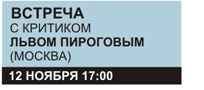 ВСТРЕЧА
С КРИТИКОМ
ЛЬВОМ ПИРОГОВЫМ
(МОСКВА)
12 НОЯБРЯ 17:00